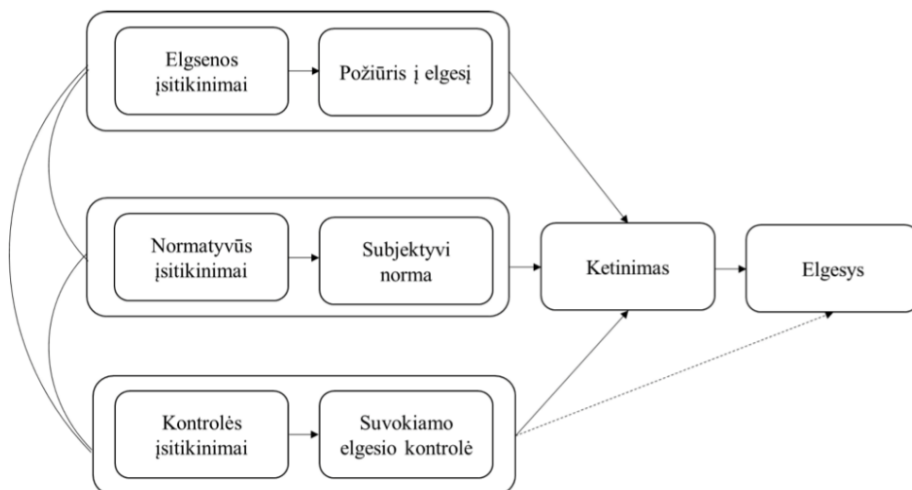 Elgsenos
įsitikinimai
Požiūris į elgesį
Normatyvūs
įsitikinimai
Subjektyvi
norma
Ketinimas
Elgesys
Kontrolės
įsitikinimai
Suvokiamo
elgesio kontrolė